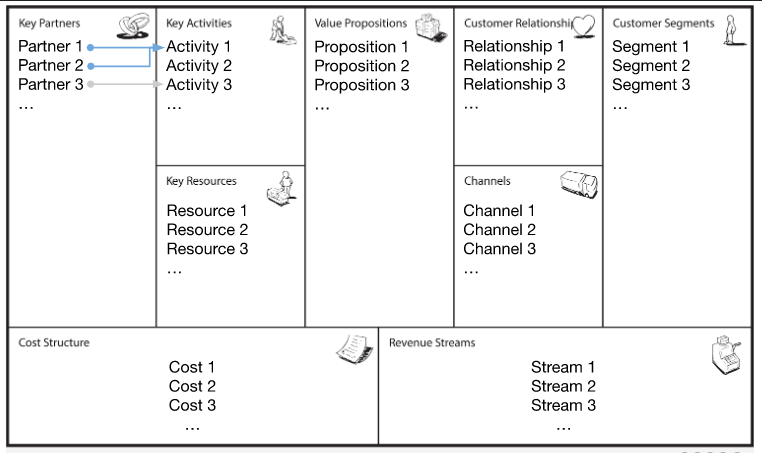 Key Partners
Partner 1
Partner 2
Partner 3
...
Key Activities
Activity 1
Activity 2
Activity 3
...
Key Resources
Resource 1
Resource 2
Resource 3
...
Value Propositions
Proposition 1
Proposition 2
Proposition 3
...
Customer Relationship
Relationship 1
Relationship 2
Relationship 3
...
Channels
Channel 1
Channel 2
Channel 3
...
Customer Segments
Segment 1
Segment 2
Segment 3
...
Cost Structure
Cost 1
Cost 2
Cost 3
...
Revenue Streams
Stream 1
Stream 2
Stream 3
...